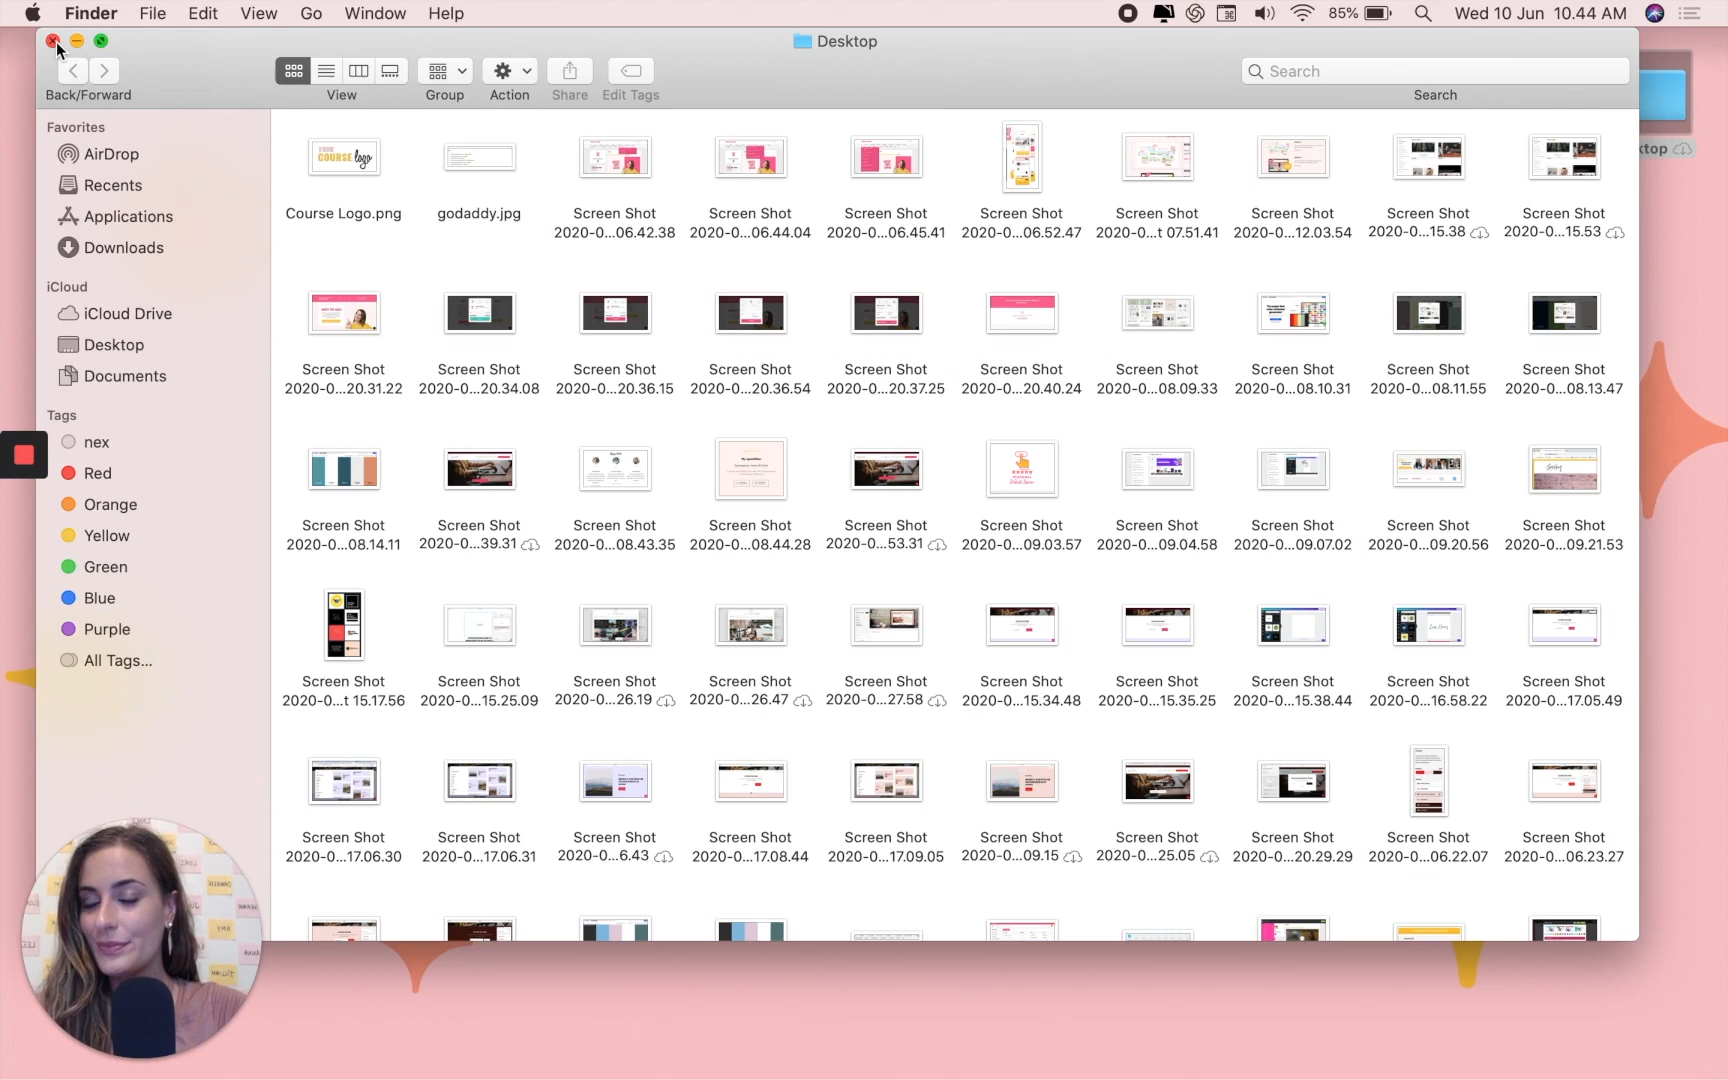 Finder File Edit View Go Window Help 85% Wed 10 Jun 10.44 AM
Desktop
Search
Back/Forward View Group Action Share Edit Tags Search
Favorites
AirDrop
Recents
Applications
Downloads
iCloud
iCloud Drive
Desktop
Documents
Tags
nex
Red
Orange
Yellow
Green
Blue
Purple
All Tags...
YOUR
COURSE logo
Course Logo.png godaddy.jpg Screen Shot Screen Shot Screen Shot Screen Shot Screen Shot Screen Shot Screen Shot Screen Shot
2020-0...06.42.38 2020-0...06.44.04 2020-0...06.45.41 2020-0...06.52.47 2020-0...t 07.51.41 2020-0...12.03.54 2020-0...15.38 2020-0...15.53
Screen Shot Screen Shot Screen Shot Screen Shot Screen Shot Screen Shot Screen Shot Screen Shot Screen Shot Screen Shot
2020-0...20.31.22 2020-0...20.34.08 2020-0...20.36.15 2020-0...20.36.54 2020-0...20.37.25 2020-0...20.40.24 2020-0...08.09.33 2020-0...08.10.31 2020-0...08.11.55 2020-0...08.13.47
Screen Shot Screen Shot Screen Shot Screen Shot Screen Shot Screen Shot Screen Shot Screen Shot Screen Shot Screen Shot
2020-0...08.14.11 2020-0...39.31 2020-0...08.43.35 2020-0...08.44.28 2020-0...53.31 2020-0...09.03.57 2020-0...09.04.58 2020-0...09.07.02 2020-0...09.20.56 2020-0...09.21.53
Screen Shot Screen Shot Screen Shot Screen Shot Screen Shot Screen Shot Screen Shot Screen Shot Screen Shot Screen Shot
2020-0...t 15.17.56 2020-0...15.25.09 2020-0...26.19 2020-0...26.47 2020-0...27.58 2020-0...15.34.48 2020-0...15.35.25 2020-0...15.38.44 2020-0...16.58.22 2020-0...17.05.49
Screen Shot Screen Shot Screen Shot Screen Shot Screen Shot Screen Shot Screen Shot Screen Shot Screen Shot Screen Shot
2020-0...17.06.30 2020-0...17.06.31 2020-0...6.43 2020-0...17.08.44 2020-0...17.09.05 2020-0...09.15 2020-0...25.05 2020-0...20.29.29 2020-0...06.22.07 2020-0...06.23.27
ktop
AMY